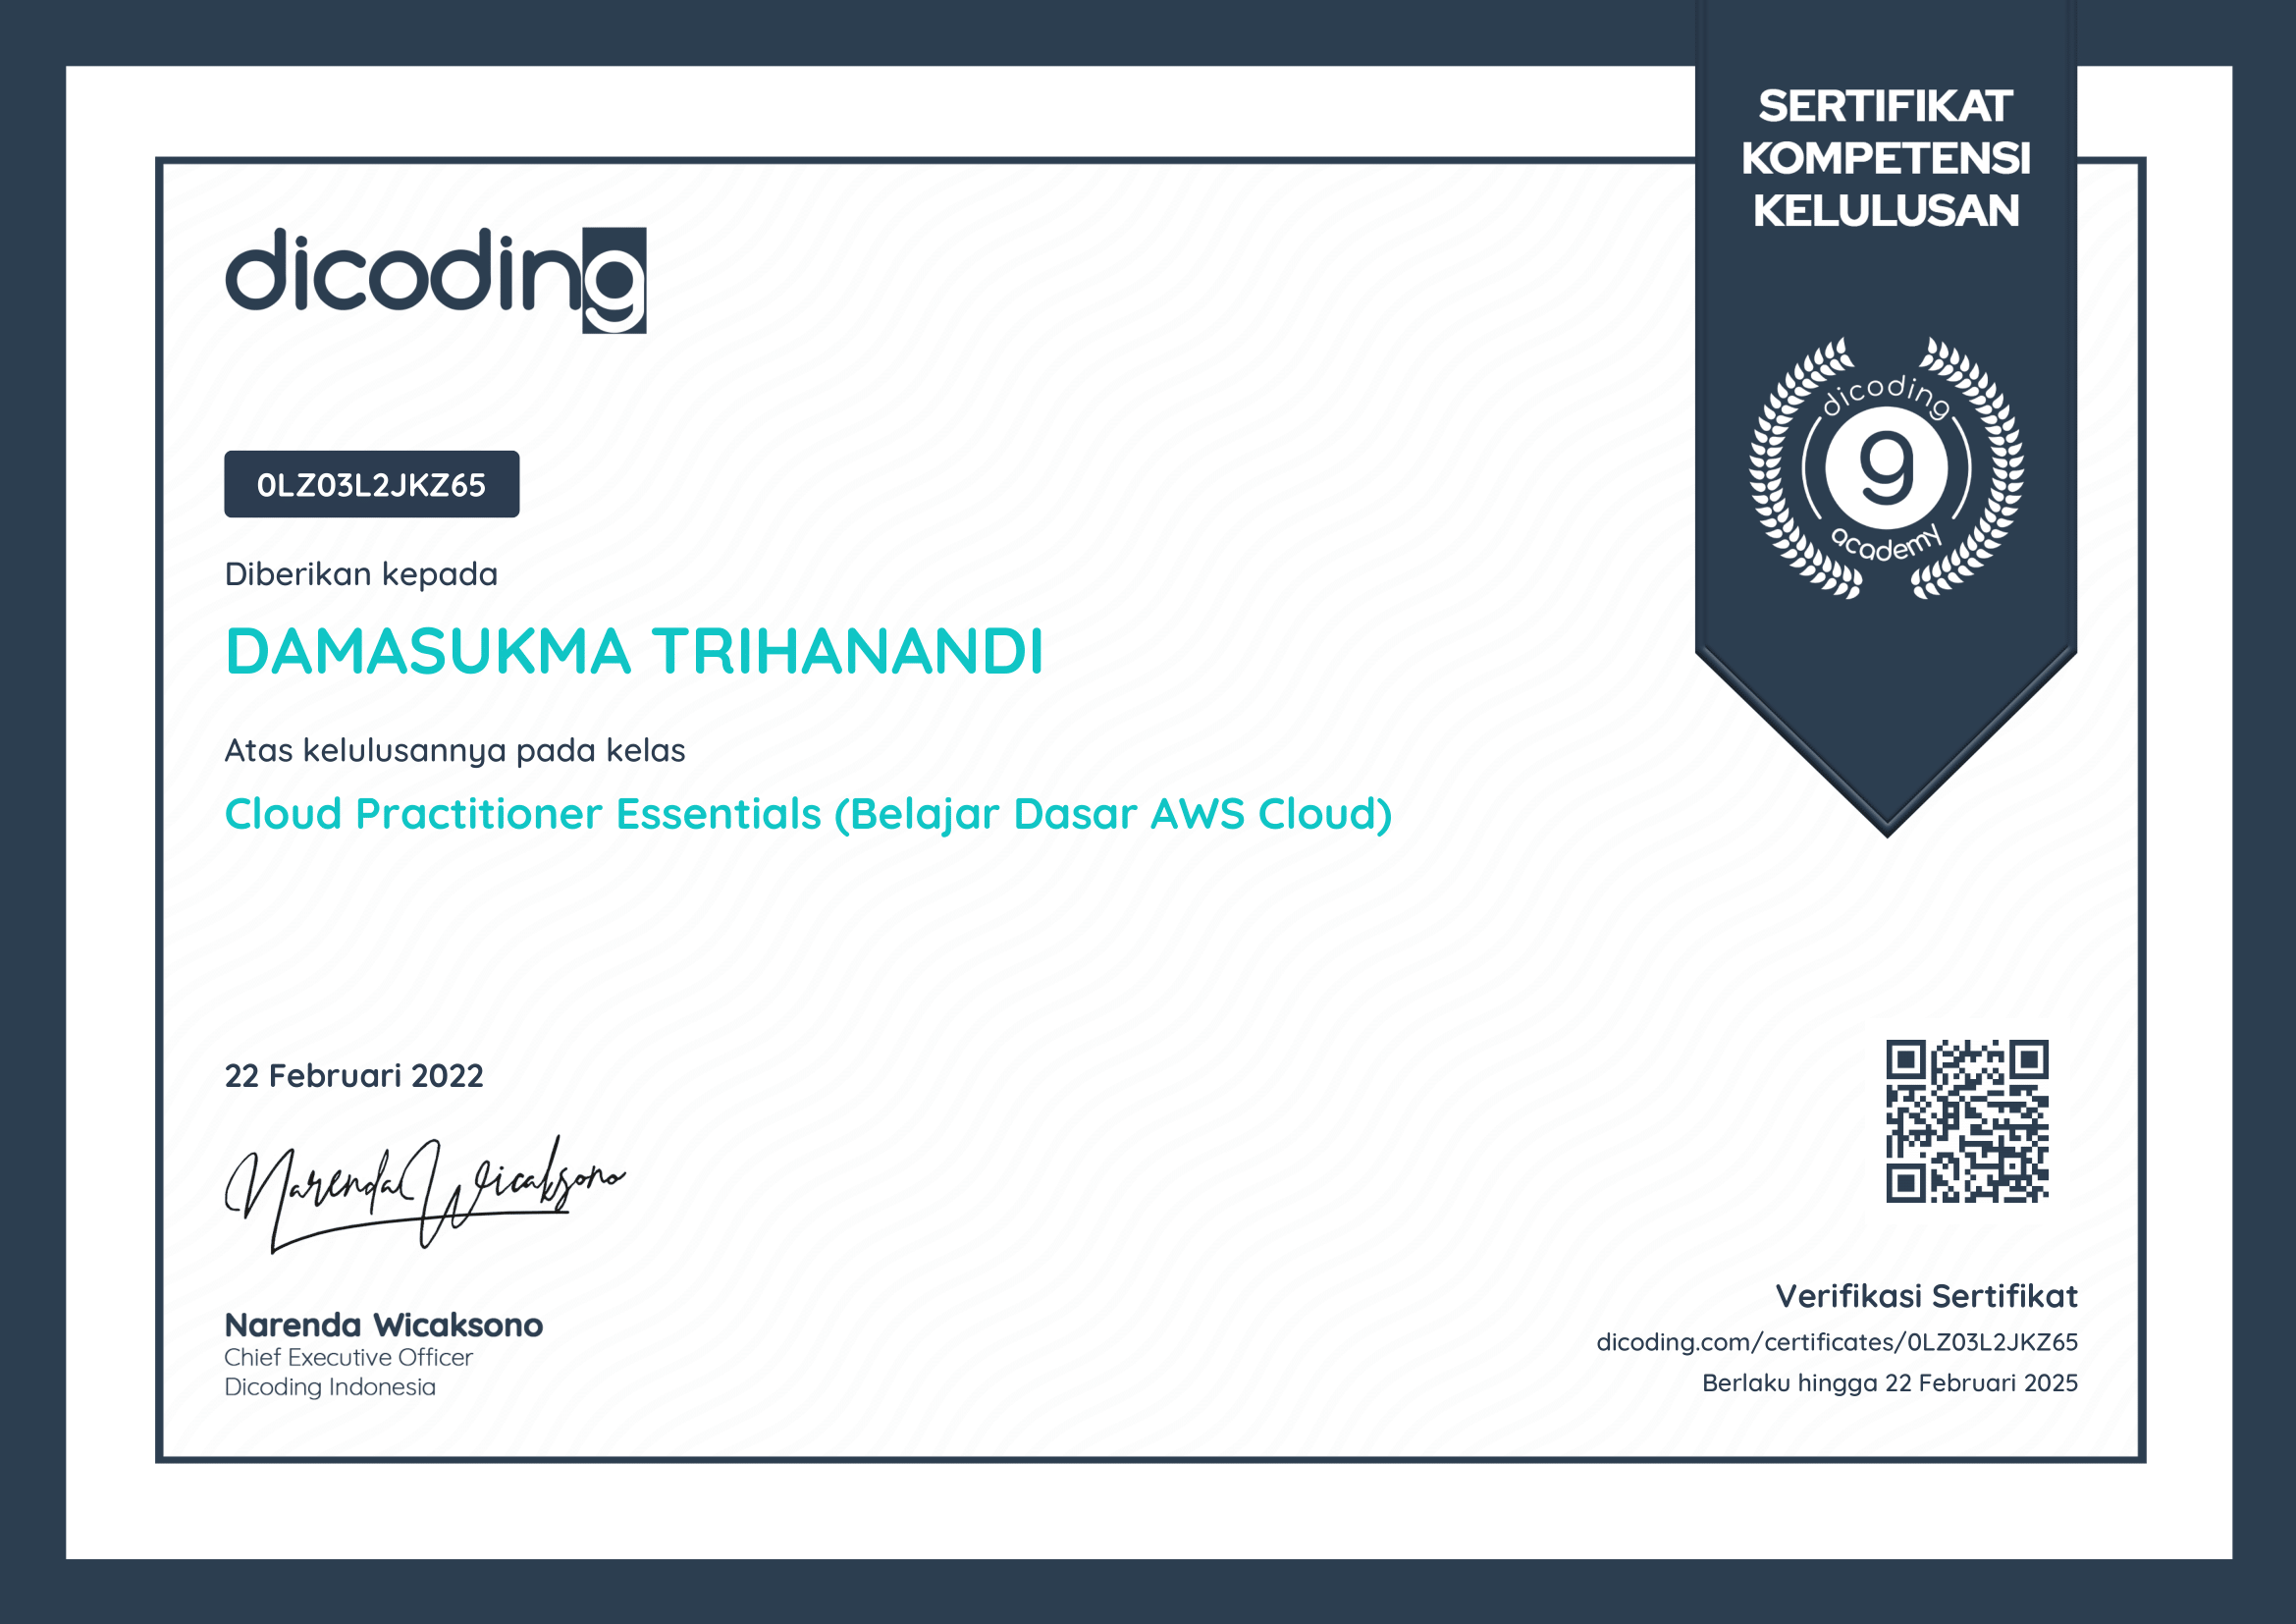 SERTIFIKAT
KOMPETENSI
KELULUSAN
dicoding
dicoding
g
academy
0LZ03L2JKZ65
Diberikan kepada
DAMASUKMA TRIHANANDI
Atas kelulusannya pada kelas
Cloud Practitioner Essentials (Belajar Dasar AWS Cloud)
22 Februari 2022
Narenda Wicaksono
Narenda Wicaksono
Chief Executive Officer
Dicoding Indonesia
Verifikasi Sertifikat
dicoding.com/certificates/0LZ03L2JKZ65
Berlaku hingga 22 Februari 2025